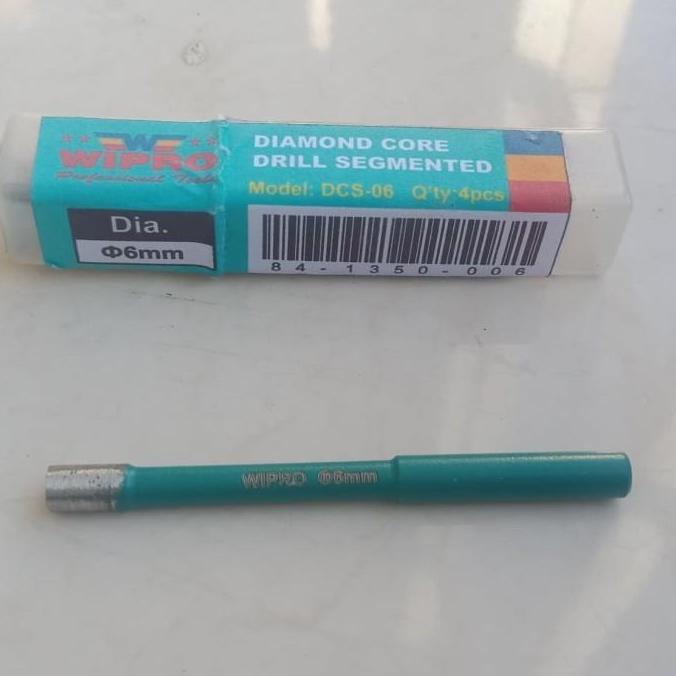 W
WIPRO
Professional Tools
DIAMOND CORE
DRILL SEGMENTED
Model: DCS-06 Q'ty:4pcs
Dia.
Φ6mm
84-1350-006
WIPRO Φ6mm